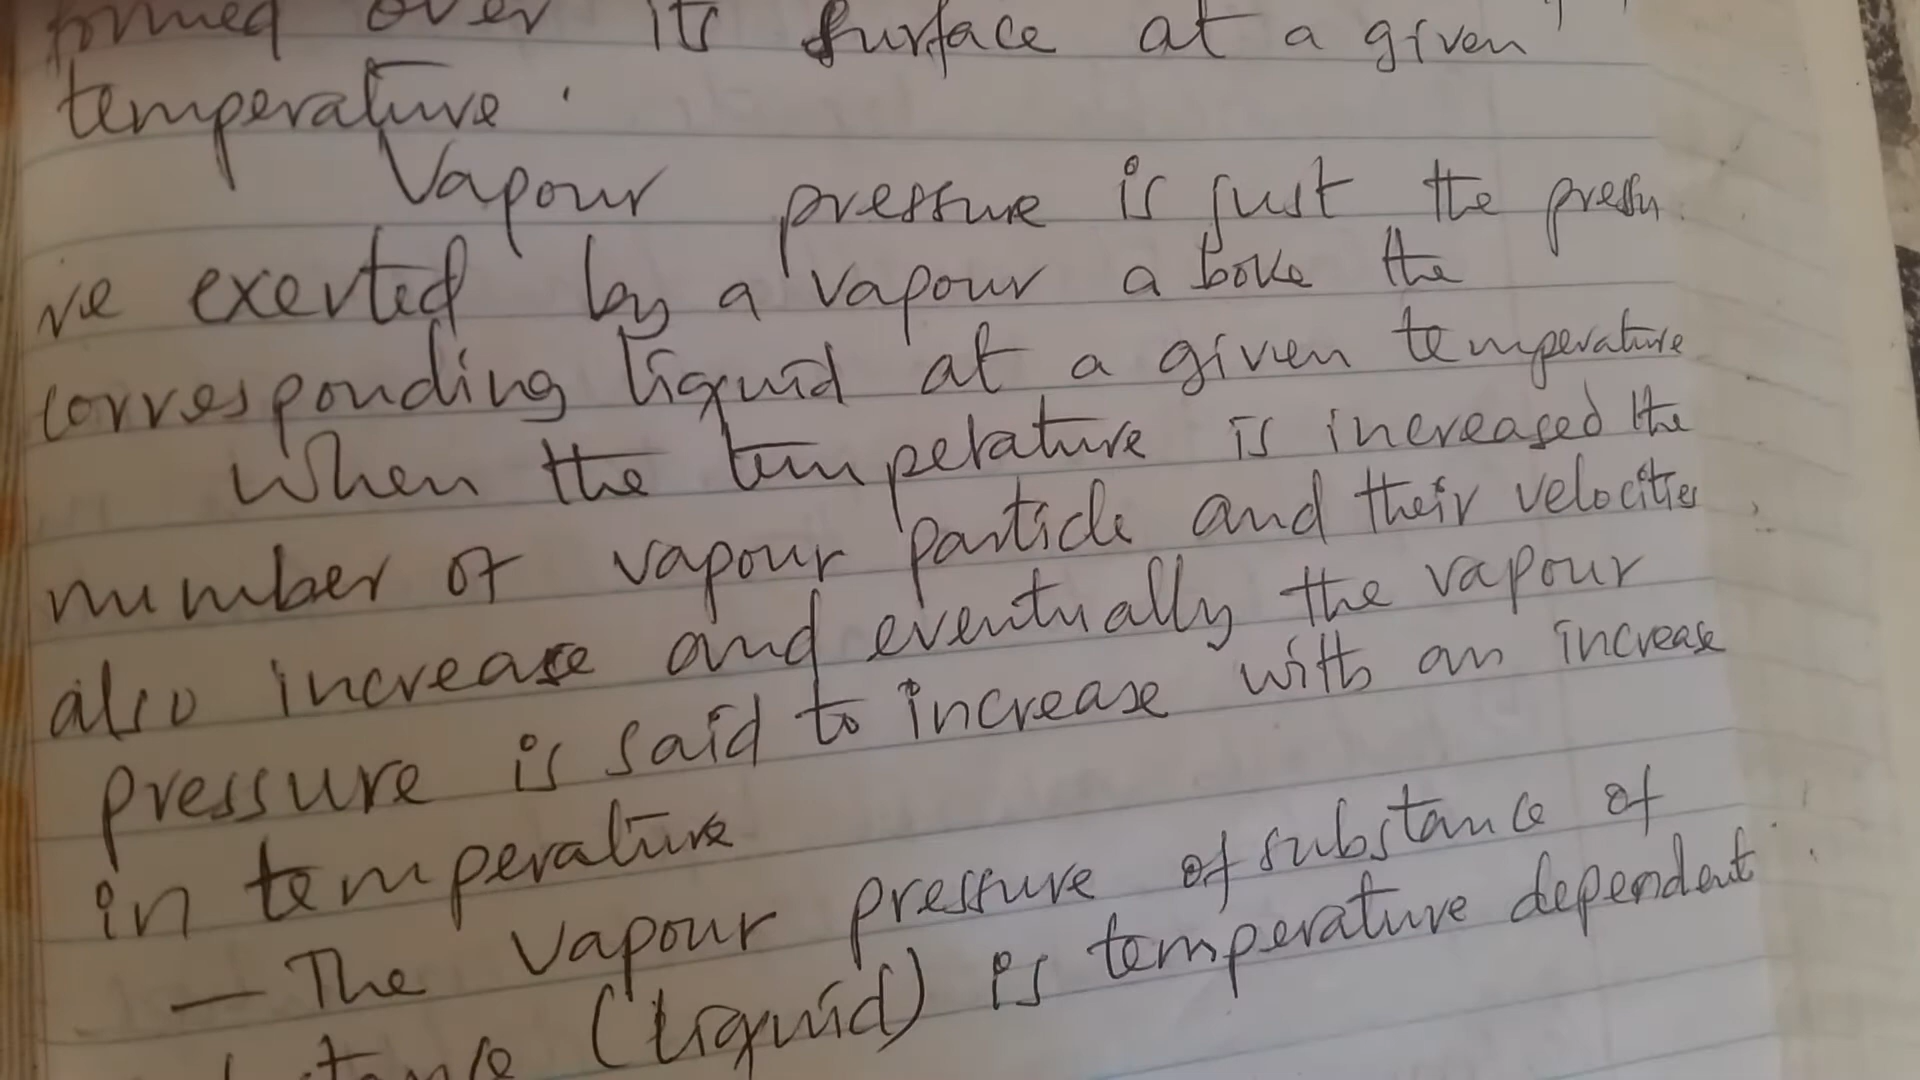 formed over its surface at a given
temperature.
Vapour pressure is just the pressu
re exerted by a vapour a bove the
corresponding liquid at a given temperature
When the temperature is increased the
number of vapour particle and their velocities
also increase and eventually the vapour
pressure is said to increase with an increase
in temperature
— The vapour pressure of substance of
(liquid) is temperature dependent